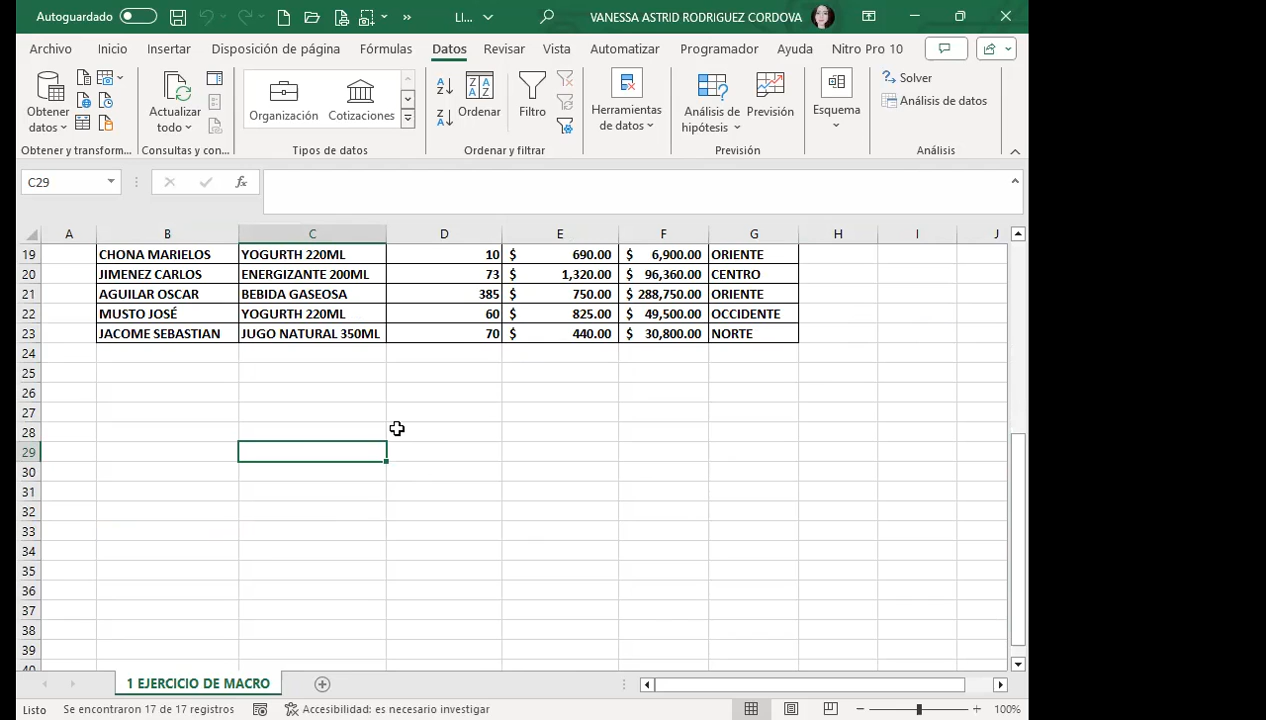 Autoguardado
LI...
VANESSA ASTRID RODRIGUEZ CORDOVA
Archivo Inicio Insertar Disposición de página Fórmulas Datos Revisar Vista Automatizar Programador Ayuda Nitro Pro 10
Obtener datos
Actualizar todo
Organización
Cotizaciones
Ordenar
Filtro
Herramientas de datos
Análisis de hipótesis
Previsión
Esquema
Solver
Análisis de datos
Obtener y transform... Consultas y con... Tipos de datos Ordenar y filtrar Previsión Análisis
C29
fx
A B C D E F G H I J
19 CHONA MARIELOS YOGURTH 220ML 10 $ 690.00 $ 6,900.00 ORIENTE
20 JIMENEZ CARLOS ENERGIZANTE 200ML 73 $ 1,320.00 $ 96,360.00 CENTRO
21 AGUILAR OSCAR BEBIDA GASEOSA 385 $ 750.00 $ 288,750.00 ORIENTE
22 MUSTO JOSÉ YOGURTH 220ML 60 $ 825.00 $ 49,500.00 OCCIDENTE
23 JACOME SEBASTIAN JUGO NATURAL 350ML 70 $ 440.00 $ 30,800.00 NORTE
24
25
26
27
28
29
30
31
32
33
34
35
36
37
38
39
40
1 EJERCICIO DE MACRO
Listo Se encontraron 17 de 17 registros Accesibilidad: es necesario investigar 100%